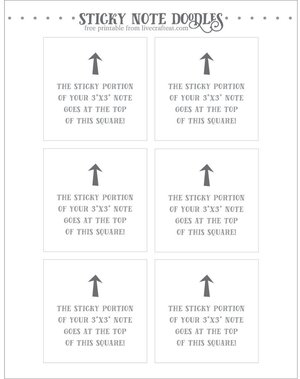 STICKY NOTE DOODLES
free printable from livecrafteat.com
THE STICKY PORTION
OF YOUR 3"X3" NOTE
GOES AT THE TOP
OF THIS SQUARE!
THE STICKY PORTION
OF YOUR 3"X3" NOTE
GOES AT THE TOP
OF THIS SQUARE!
THE STICKY PORTION
OF YOUR 3"X3" NOTE
GOES AT THE TOP
OF THIS SQUARE!
THE STICKY PORTION
OF YOUR 3"X3" NOTE
GOES AT THE TOP
OF THIS SQUARE!
THE STICKY PORTION
OF YOUR 3"X3" NOTE
GOES AT THE TOP
OF THIS SQUARE!
THE STICKY PORTION
OF YOUR 3"X3" NOTE
GOES AT THE TOP
OF THIS SQUARE!